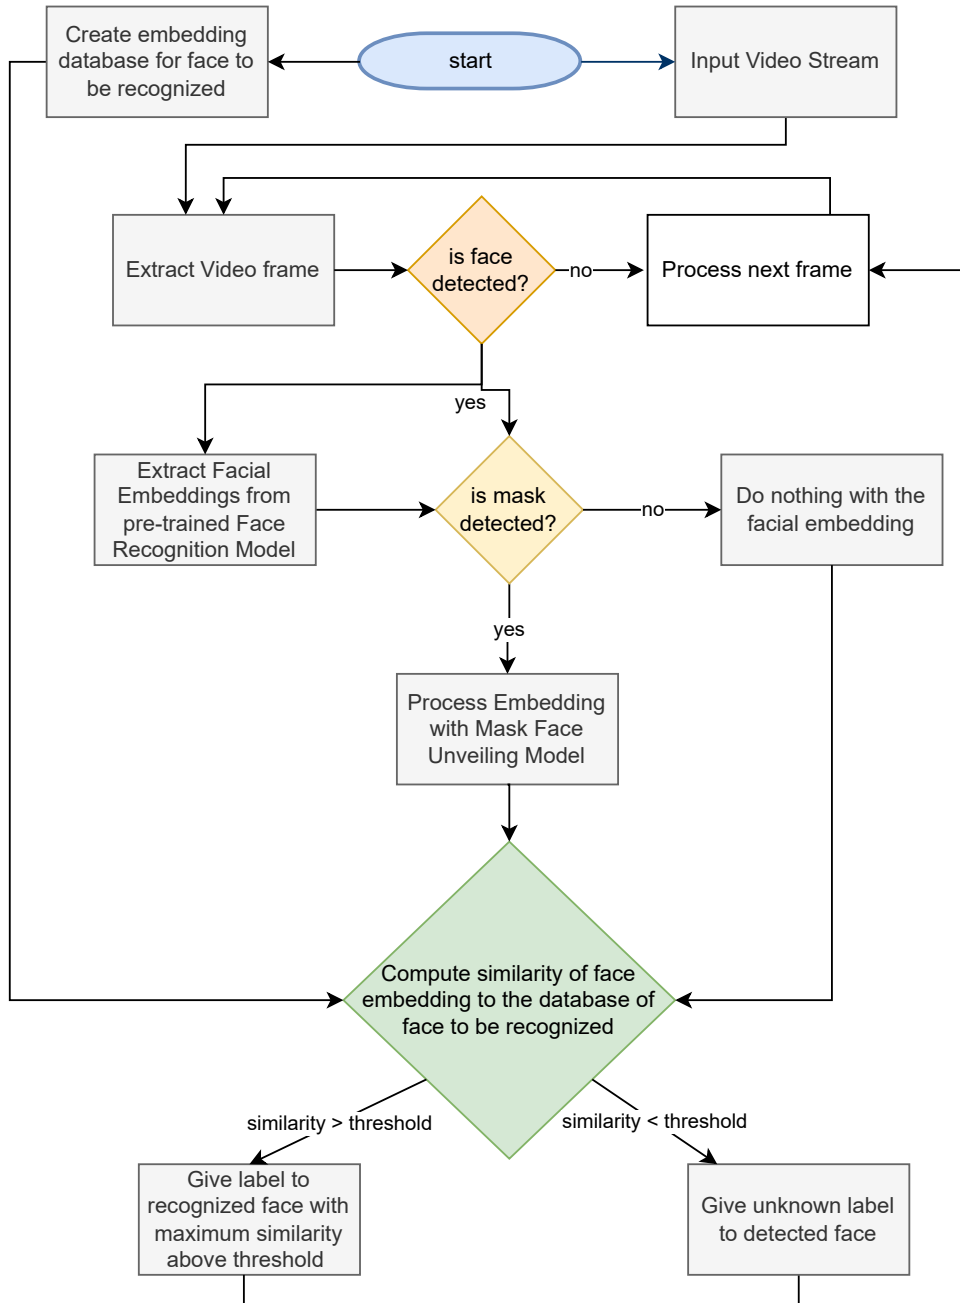 Create embedding
database for face to
be recognized
start
Input Video Stream
Extract Video frame
is face
detected?
no
Process next frame
yes
Extract Facial
Embeddings from
pre-trained Face
Recognition Model
is mask
detected?
no
Do nothing with the
facial embedding
yes
Process Embedding
with Mask Face
Unveiling Model
Compute similarity of face
embedding to the database of
face to be recognized
similarity > threshold
similarity < threshold
Give label to
recognized face with
maximum similarity
above threshold
Give unknown label
to detected face